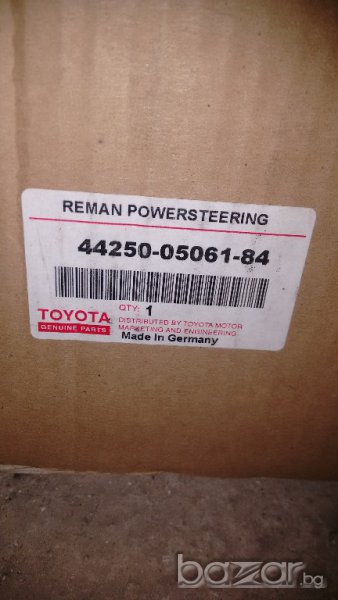 REMAN POWERSTEERING
44250-05061-84
QTY: 1
TOYOTA
GENUINE PARTS
DISTRIBUTED BY TOYOTA MOTOR
MARKETING AND ENGINEERING
Made In Germany
bazar.bg